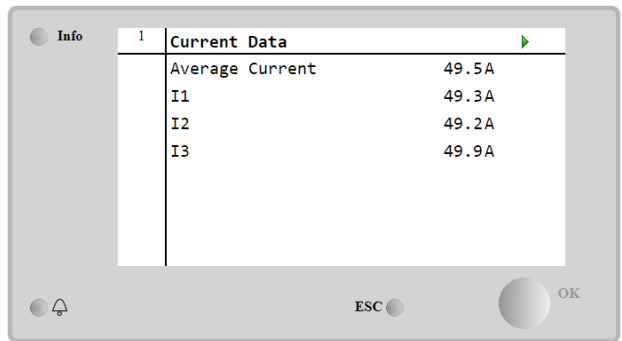 Info
1 Current Data
Average Current 49.5A
I1 49.3A
I2 49.2A
I3 49.9A
ESC
OK